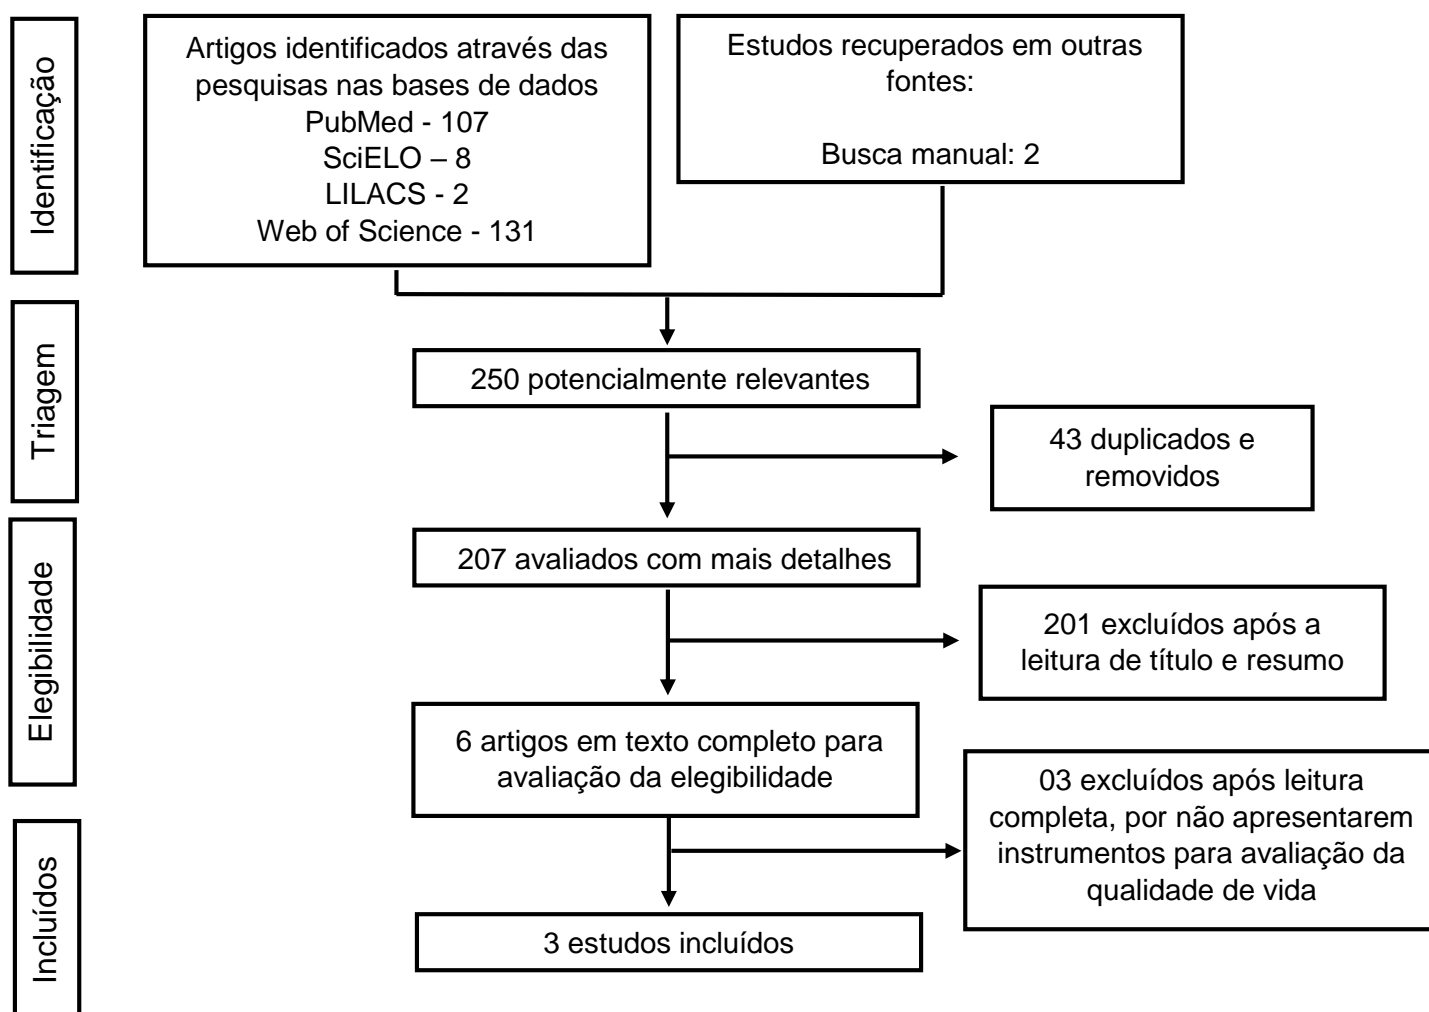 Identificação
Artigos identificados através das
pesquisas nas bases de dados
PubMed - 107
SciELO – 8
LILACS - 2
Web of Science - 131
Estudos recuperados em outras
fontes:
Busca manual: 2
Triagem
250 potencialmente relevantes
43 duplicados e
removidos
Elegibilidade
207 avaliados com mais detalhes
201 excluídos após a
leitura de título e resumo
6 artigos em texto completo para
avaliação da elegibilidade
03 excluídos após leitura
completa, por não apresentarem
instrumentos para avaliação da
qualidade de vida
Incluídos
3 estudos incluídos